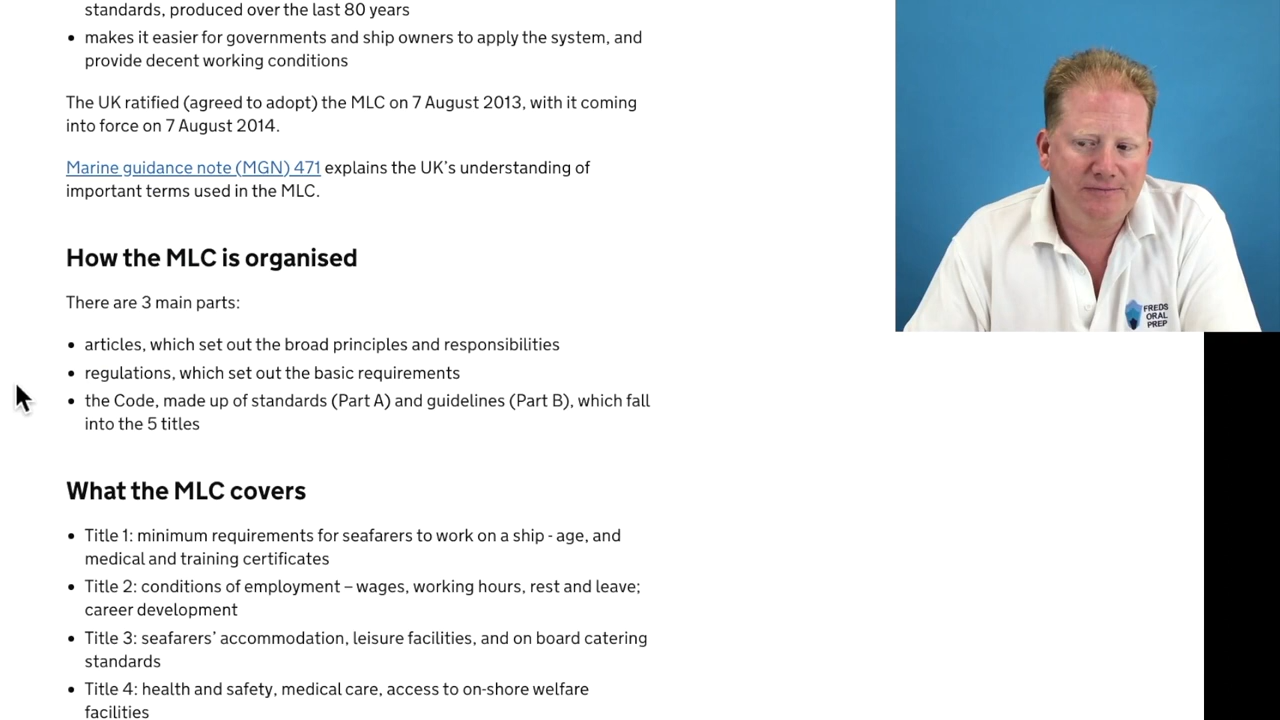 standards, produced over the last 80 years
• makes it easier for governments and ship owners to apply the system, and
provide decent working conditions
The UK ratified (agreed to adopt) the MLC on 7 August 2013, with it coming
into force on 7 August 2014.
Marine guidance note (MGN) 471 explains the UK's understanding of
important terms used in the MLC.
How the MLC is organised
There are 3 main parts:
• articles, which set out the broad principles and responsibilities
• regulations, which set out the basic requirements
• the Code, made up of standards (Part A) and guidelines (Part B), which fall
into the 5 titles
What the MLC covers
• Title 1: minimum requirements for seafarers to work on a ship - age, and
medical and training certificates
• Title 2: conditions of employment – wages, working hours, rest and leave;
career development
• Title 3: seafarers' accommodation, leisure facilities, and on board catering
standards
• Title 4: health and safety, medical care, access to on-shore welfare
facilities
FREDS
ORAL
PREP